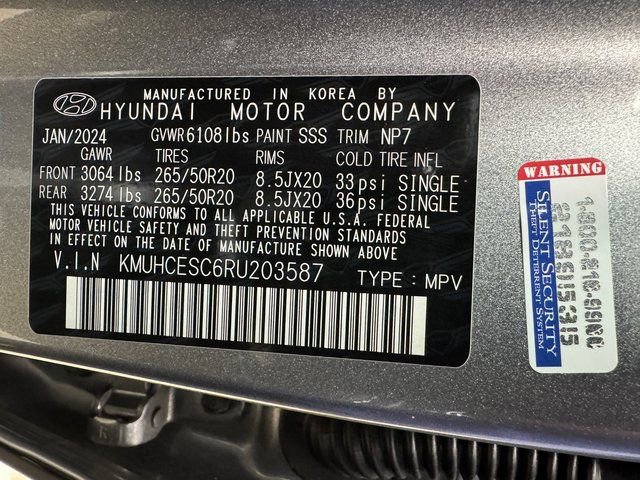 MANUFACTURED IN KOREA BY
HYUNDAI MOTOR COMPANY
JAN/2024 GVWR 6108lbs PAINT SSS TRIM NP7
GAWR TIRES RIMS COLD TIRE INFL
FRONT 3064lbs 265/50R20 8.5JX20 33psi SINGLE
REAR 3274lbs 265/50R20 8.5JX20 36psi SINGLE
THIS VEHICLE CONFORMS TO ALL APPLICABLE U.S.A. FEDERAL
MOTOR VEHICLE SAFETY AND THEFT PREVENTION STANDARDS
IN EFFECT ON THE DATE OF MANUFACTURE SHOWN ABOVE
V.I.N KMUHCESC6RU203587 TYPE : MPV
WARNING
SILENT SECURITY
THEFT DETERRENT SYSTEM